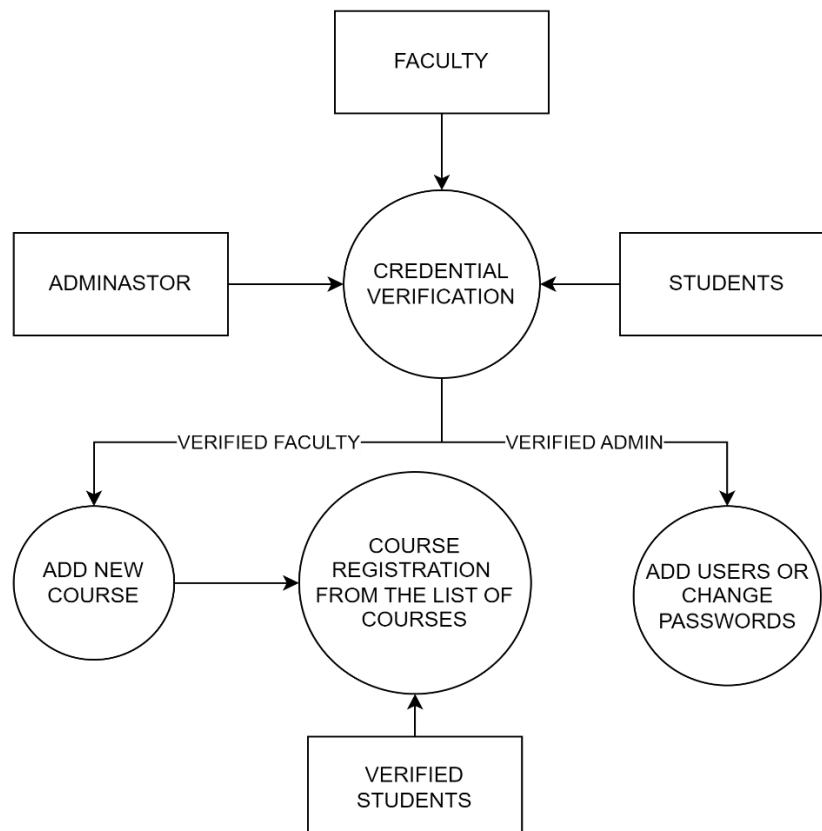 FACULTY
ADMINASTOR
CREDENTIAL
VERIFICATION
STUDENTS
VERIFIED FACULTY
VERIFIED ADMIN
ADD NEW
COURSE
COURSE
REGISTRATION
FROM THE LIST OF
COURSES
ADD USERS OR
CHANGE
PASSWORDS
VERIFIED
STUDENTS